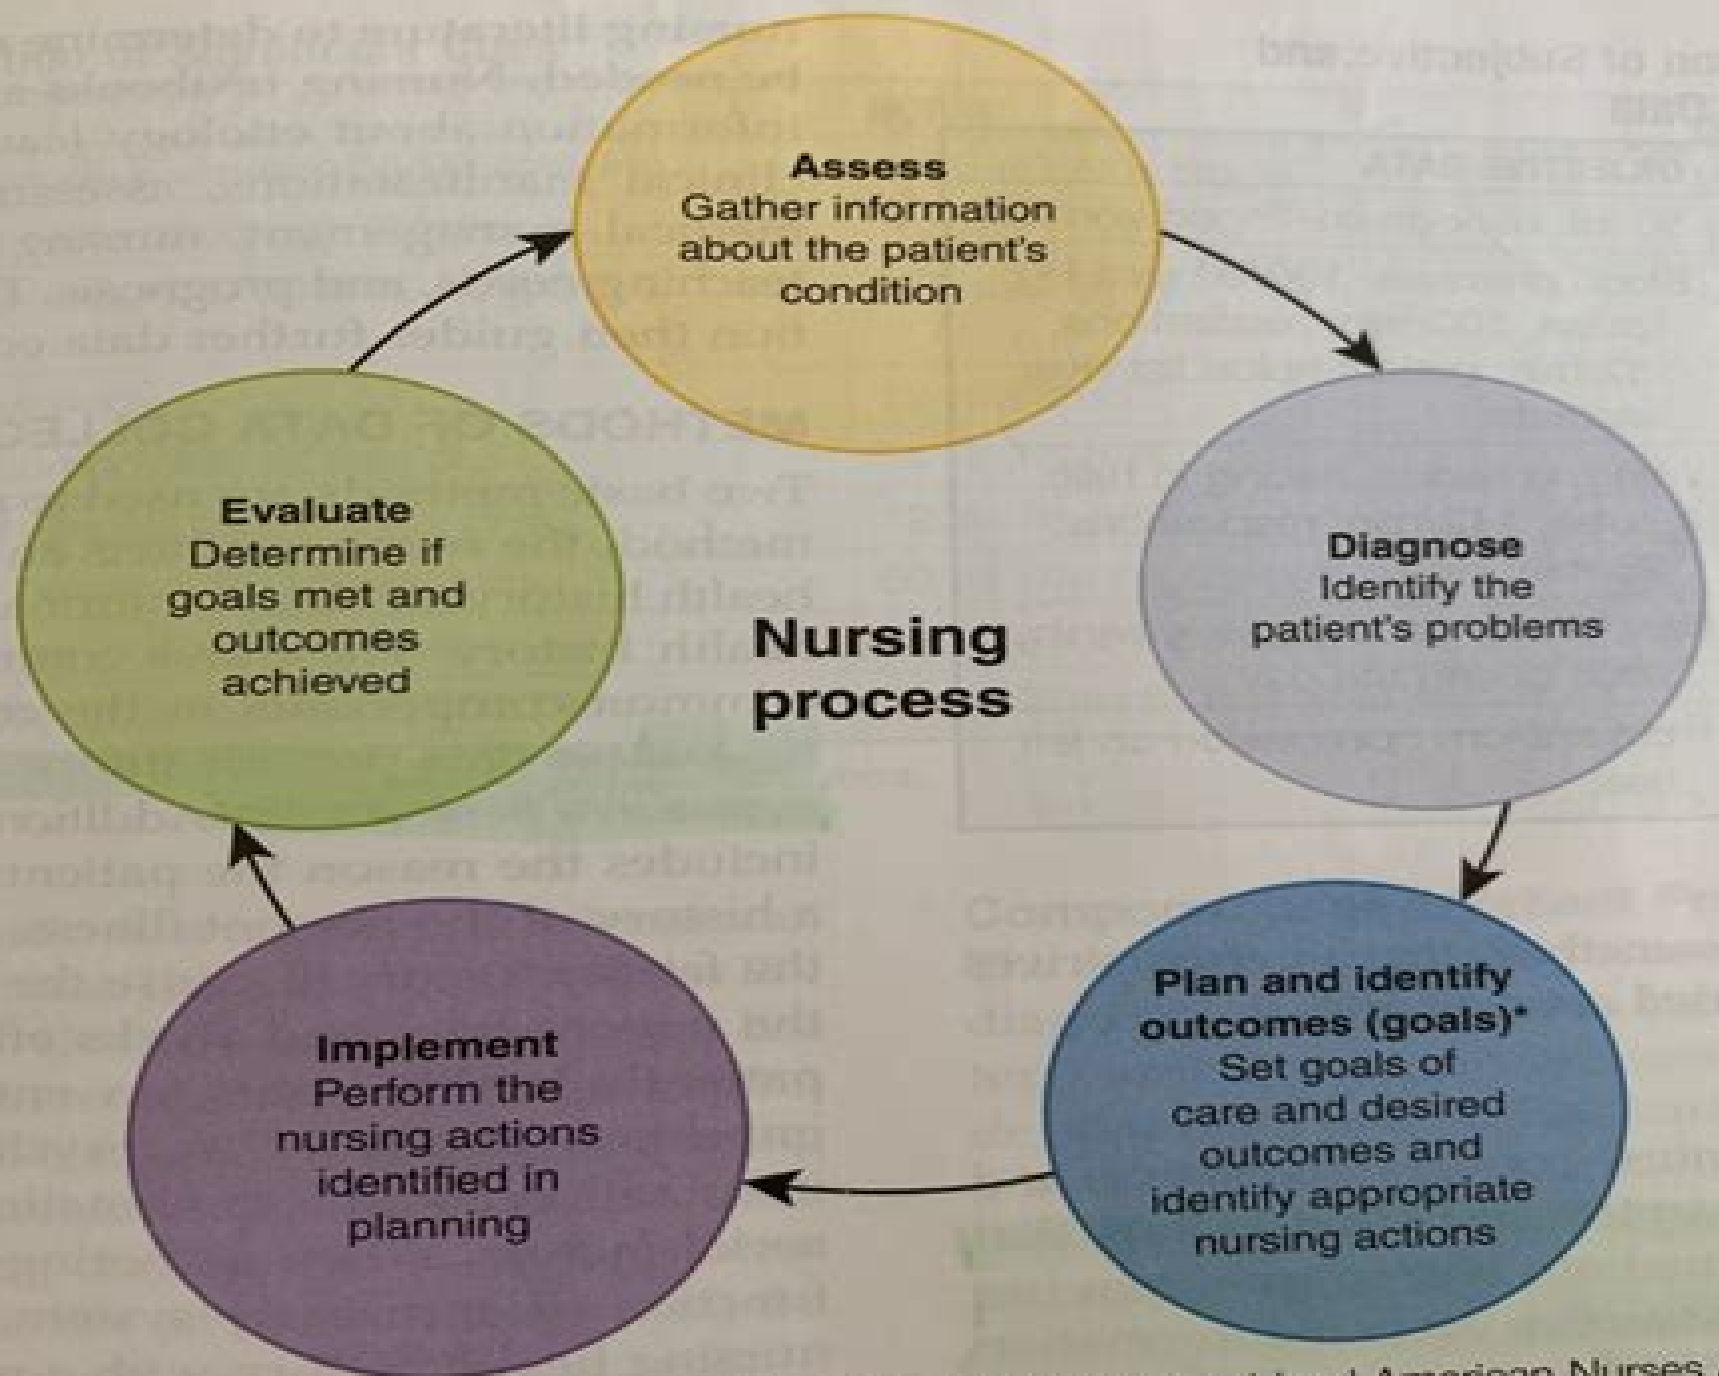 Assess
Gather information
about the patient's
condition
Diagnose
Identify the
patient's problems
Plan and identify
outcomes (goals)*
Set goals of
care and desired
outcomes and
identify appropriate
nursing actions
Implement
Perform the
nursing actions
identified in
planning
Evaluate
Determine if
goals met and
outcomes
achieved
Nursing
process
American Nurses